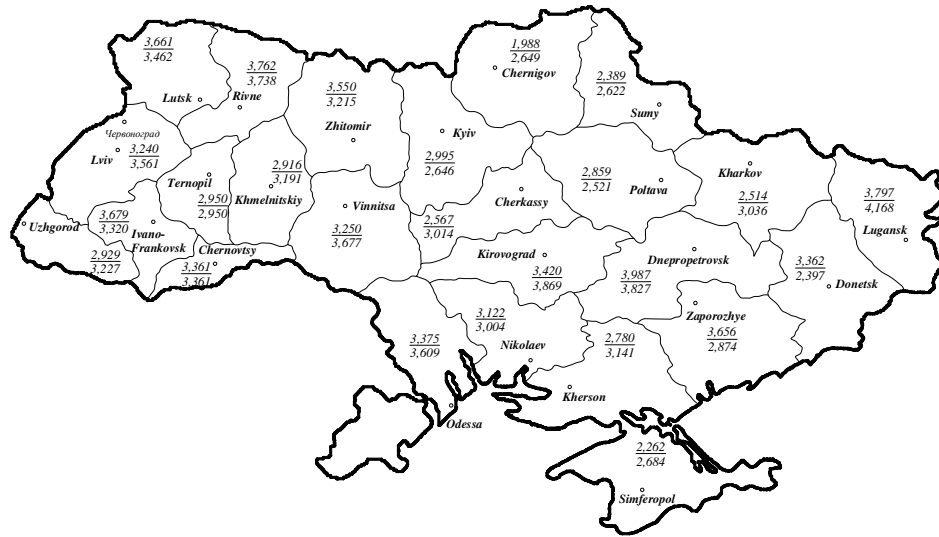 3,661
3,462
Lutsk
3,762
3,738
Rivne
3,550
3,215
Zhitomir
1,988
2,649
Chernigov
2,389
2,622
Sumy
Червоноград
3,240
3,561
Lviv
2,950
2,950
Ternopil
2,916
3,191
Khmelnitskiy
Kyiv
2,995
2,646
2,859
2,521
Poltava
Kharkov
2,514
3,036
3,797
4,168
Lugansk
Uzhgorod
2,929
3,227
3,679
3,320
Ivano-
Frankovsk
Chernovtsy
3,361
3,361
Vinnitsa
3,250
3,677
Cherkassy
2,567
3,014
Kirovograd
3,420
3,869
Dnepropetrovsk
3,987
3,827
3,362
2,397
Donetsk
Zaporozhye
3,656
2,874
3,122
3,004
Nikolaev
2,780
3,141
Kherson
3,375
3,609
Odessa
2,262
2,684
Simferopol